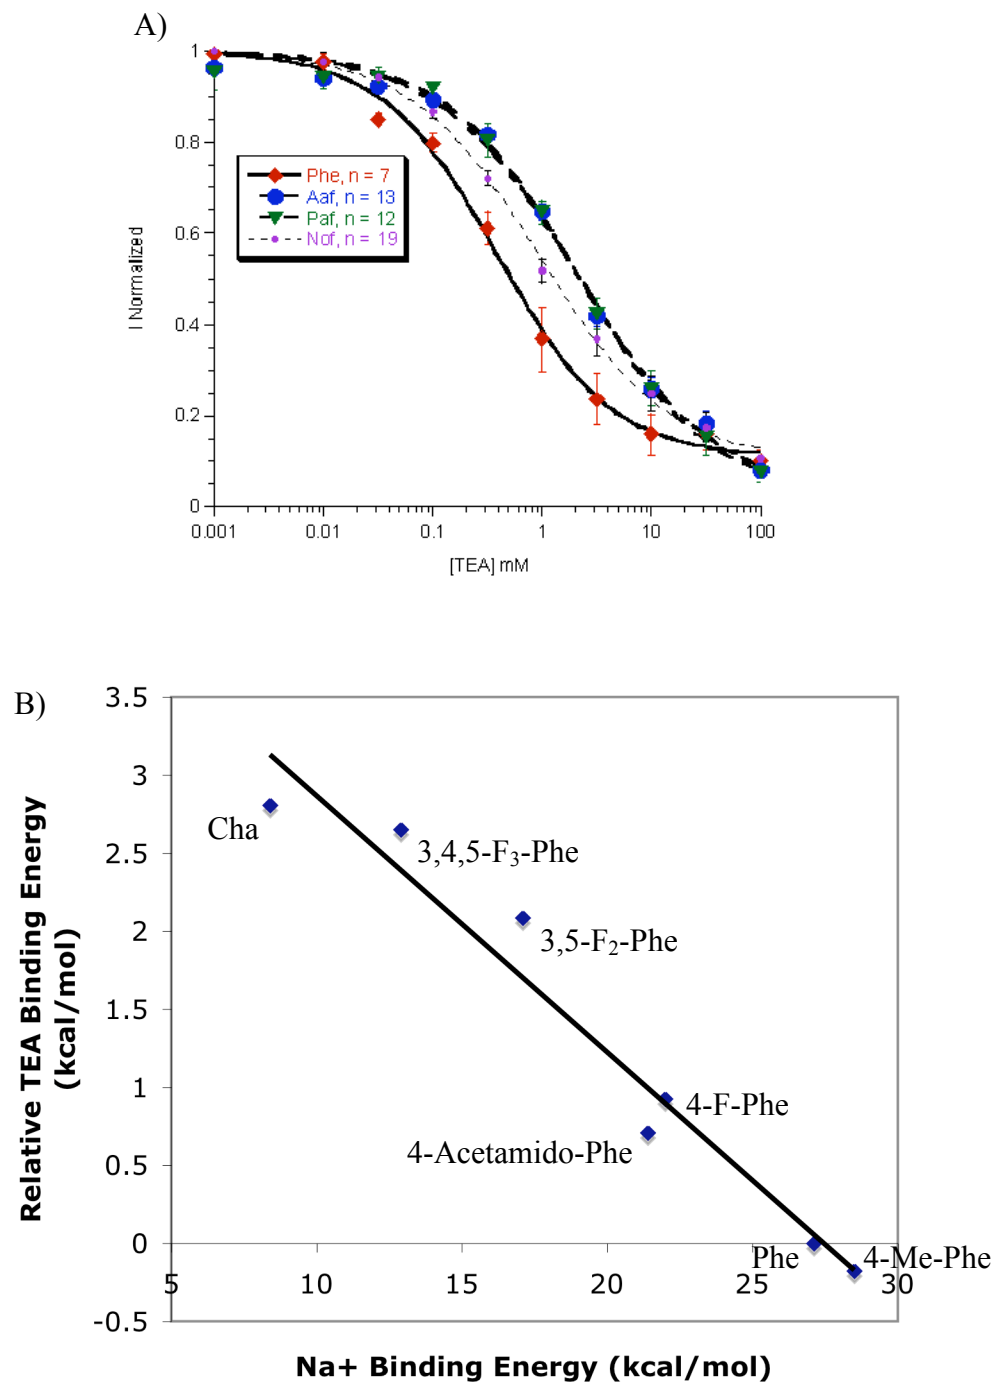 A)
1
0.8
0.6
0.4
0.2
0
I Normalized
Phe, n = 7
Aaf, n = 13
Paf, n = 12
Nof, n = 19
0.001 0.01 0.1 1 10 100
[TEA] mM
B)
3.5
3
2.5
2
1.5
1
0.5
0
-0.5
Relative TEA Binding Energy
(kcal/mol)
Cha
3,4,5-F₃-Phe
3,5-F₂-Phe
4-F-Phe
4-Acetamido-Phe
Phe 4-Me-Phe
5 10 15 20 25 30
Na+ Binding Energy (kcal/mol)